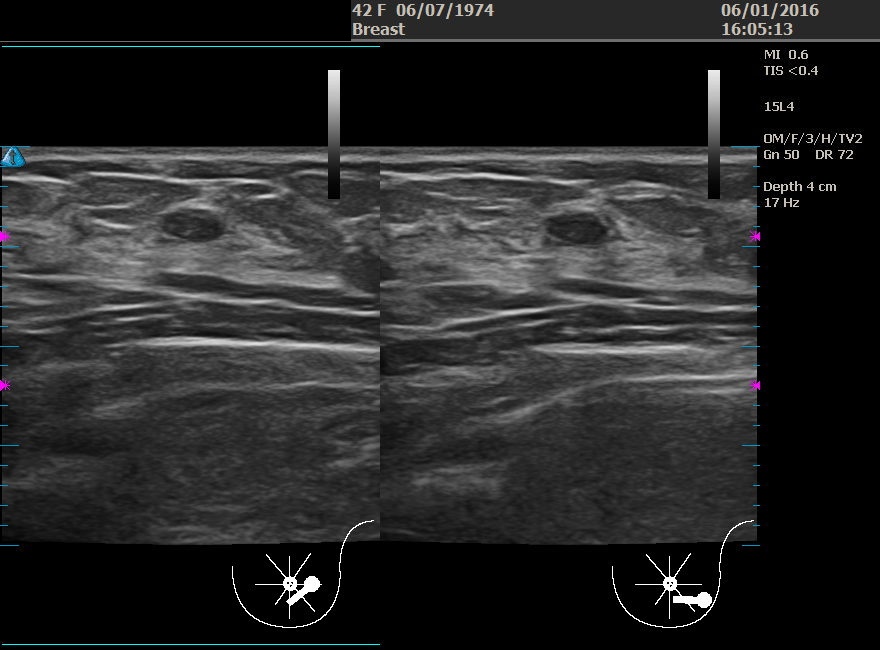 42 F 06/07/1974 06/01/2016
Breast 16:05:13
MI 0.6
TIS <0.4
15L4
OM/F/3/H/TV2
Gn 50 DR 72
Depth 4 cm
17 Hz